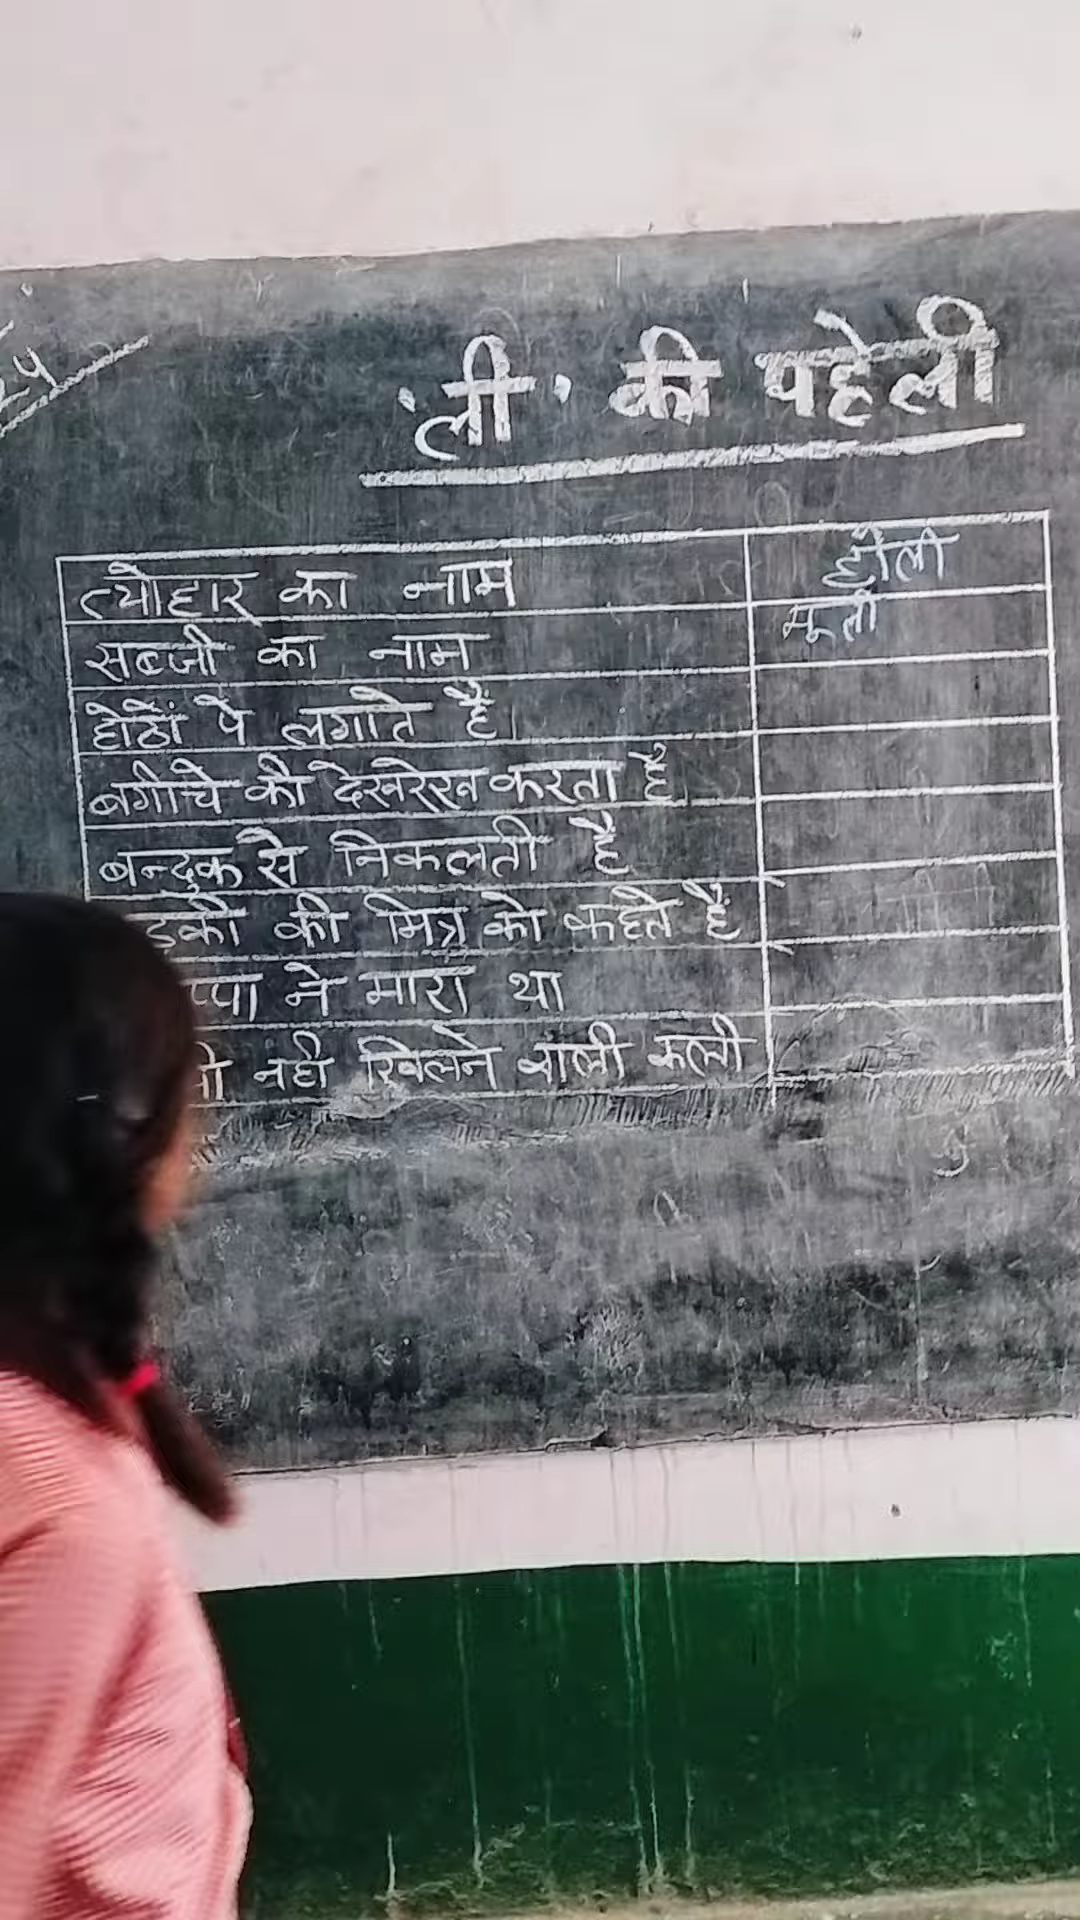 'ली' की पहेली
त्योहार का नाम होली
सब्जी का नाम मूली
होठों पे लगाते हैं।
बगीचे की देखरेख करता है
बन्दुक से निकलती है
की मित्र को कहते हैं
ने मारा था
नही खिलने वाली कली